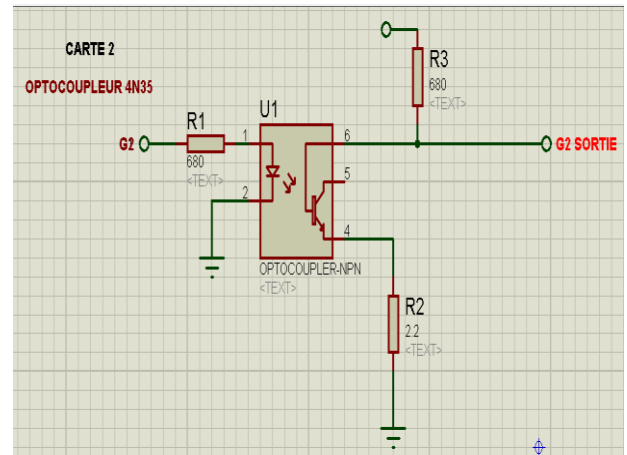 CARTE 2
OPTOCOUPLEUR 4N35
R3
680
<TEXT>
U1
R1
G2
680
<TEXT>
1
2
6
5
4
G2 SORTIE
OPTOCOUPLER-NPN
<TEXT>
R2
2.2
<TEXT>